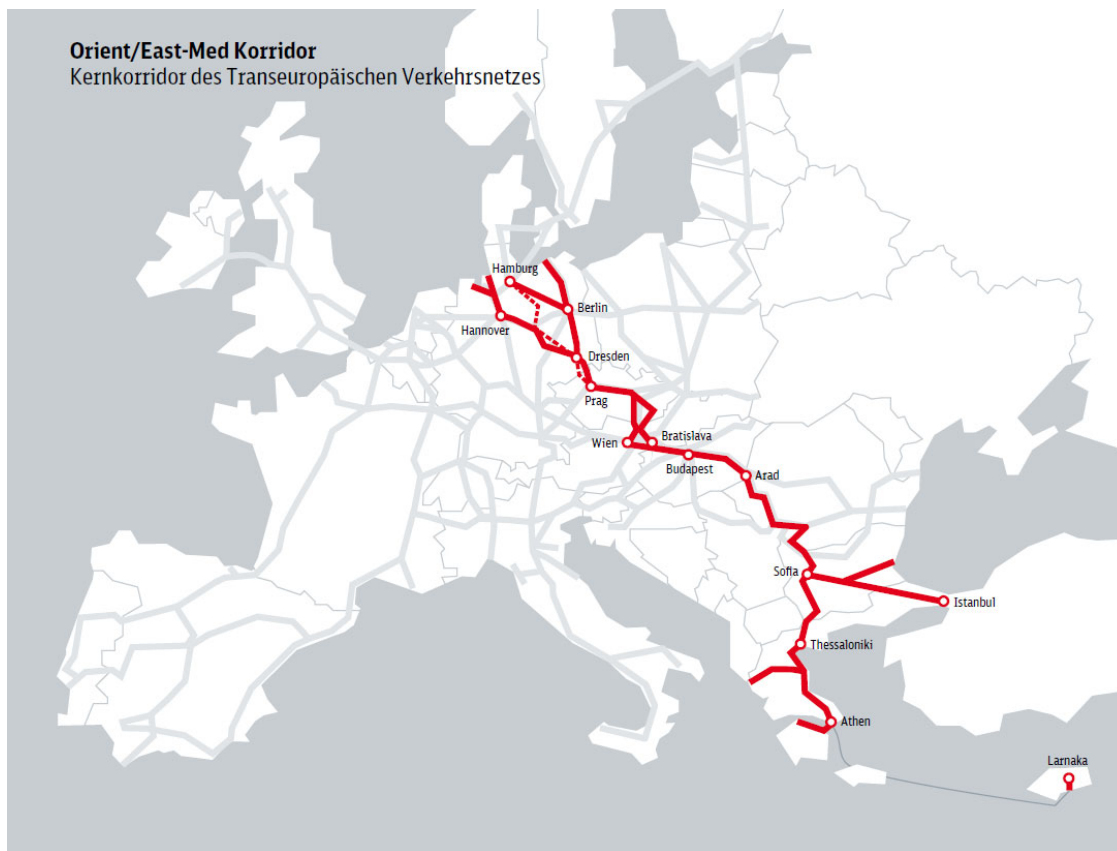 Orient/East-Med Korridor
Kernkorridor des Transeuropäischen Verkehrsnetzes
Hamburg
Berlin
Hannover
Dresden
Prag
Wien
Bratislava
Budapest
Arad
Sofia
Istanbul
Thessaloniki
Athen
Larnaka